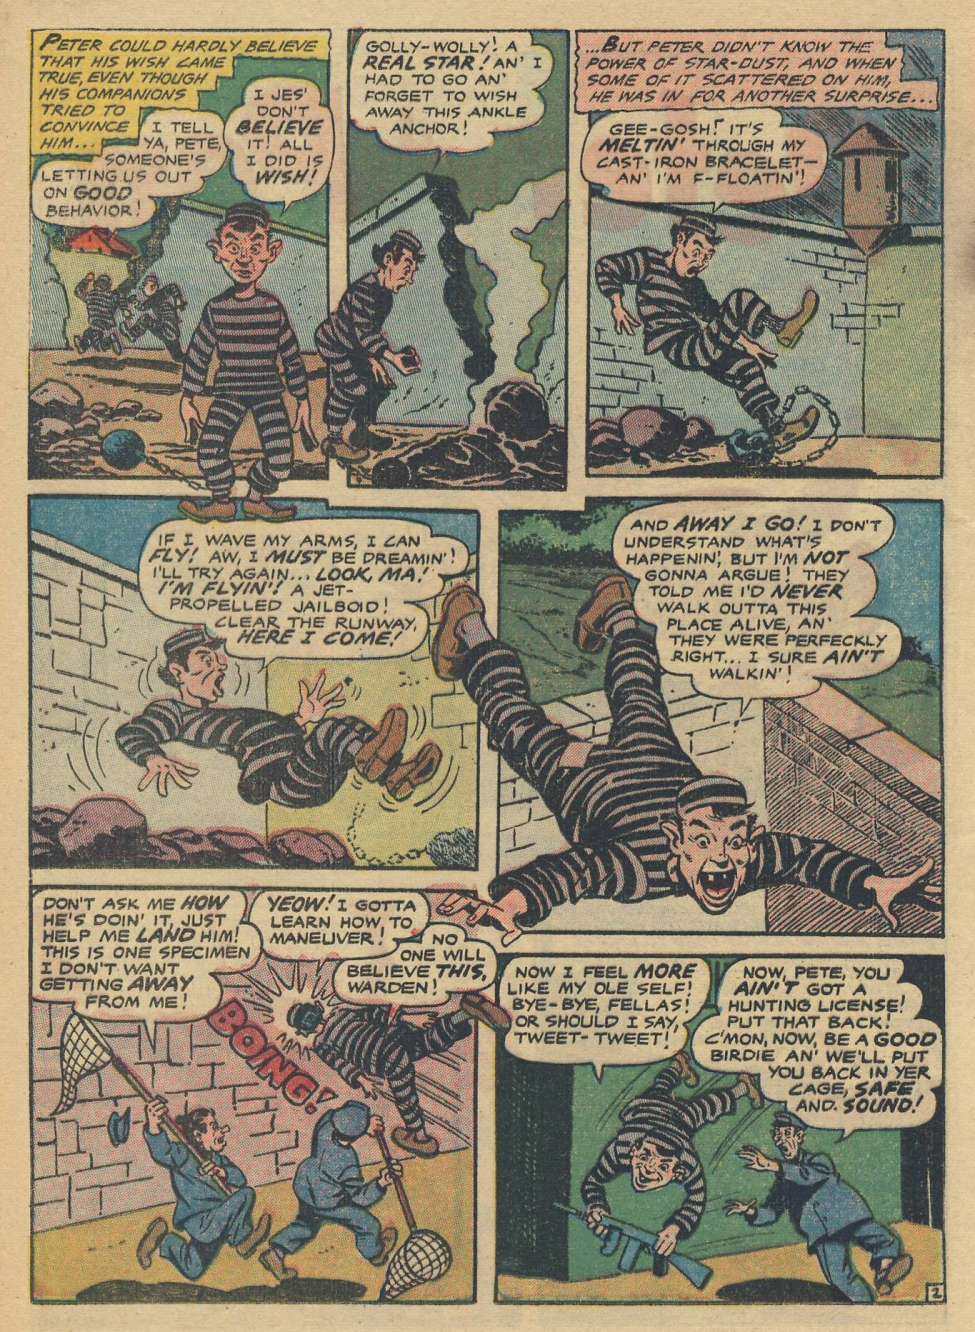 PETER COULD HARDLY BELIEVE
THAT HIS WISH CAME
TRUE, EVEN THOUGH
HIS COMPANIONS
TRIED TO
CONVINCE
HIM...
I TELL
YA, PETE,
SOMEONE'S
LETTING US OUT
ON GOOD
BEHAVIOR!
I JES'
DON'T
BELIEVE
IT! ALL
I DID IS
WISH!
GOLLY-WOLLY! A
REAL STAR! AN' I
HAD TO GO AN'
FORGET TO WISH
AWAY THIS ANKLE
ANCHOR!
...BUT PETER DIDN'T KNOW THE
POWER OF STAR-DUST, AND WHEN
SOME OF IT SCATTERED ON HIM,
HE WAS IN FOR ANOTHER SURPRISE...
GEE-GOSH! IT'S
MELTIN' THROUGH MY
CAST-IRON BRACELET—
AN' I'M F-FLOATIN'!
IF I WAVE MY ARMS, I CAN
FLY! AW, I MUST BE DREAMIN'!
I'LL TRY AGAIN... LOOK, MA!
I'M FLYIN'! A JET-
PROPELLED JAILBOID!
CLEAR THE RUNWAY,
HERE I COME!
AND AWAY I GO! I DON'T
UNDERSTAND WHAT'S
HAPPENIN', BUT I'M NOT
GONNA ARGUE! THEY
TOLD ME I'D NEVER
WALK OUTTA THIS
PLACE ALIVE, AN'
THEY WERE PERFECKLY
RIGHT... I SURE AIN'T
WALKIN'!
DON'T ASK ME HOW
HE'S DOIN' IT, JUST
HELP ME LAND HIM!
THIS IS ONE SPECIMEN
I DON'T WANT
GETTING AWAY
FROM ME!
YEOW! I GOTTA
LEARN HOW TO
MANEUVER!
NO
ONE WILL
BELIEVE THIS,
WARDEN!
BOING!
NOW I FEEL MORE
LIKE MY OLE SELF!
BYE-BYE, FELLAS!
OR SHOULD I SAY,
TWEET-TWEET!
NOW, PETE, YOU
AIN'T GOT A
HUNTING LICENSE!
PUT THAT BACK!
C'MON, NOW, BE A GOOD
BIRDIE AN' WE'LL PUT
YOU BACK IN YER
CAGE, SAFE
AND SOUND!
2